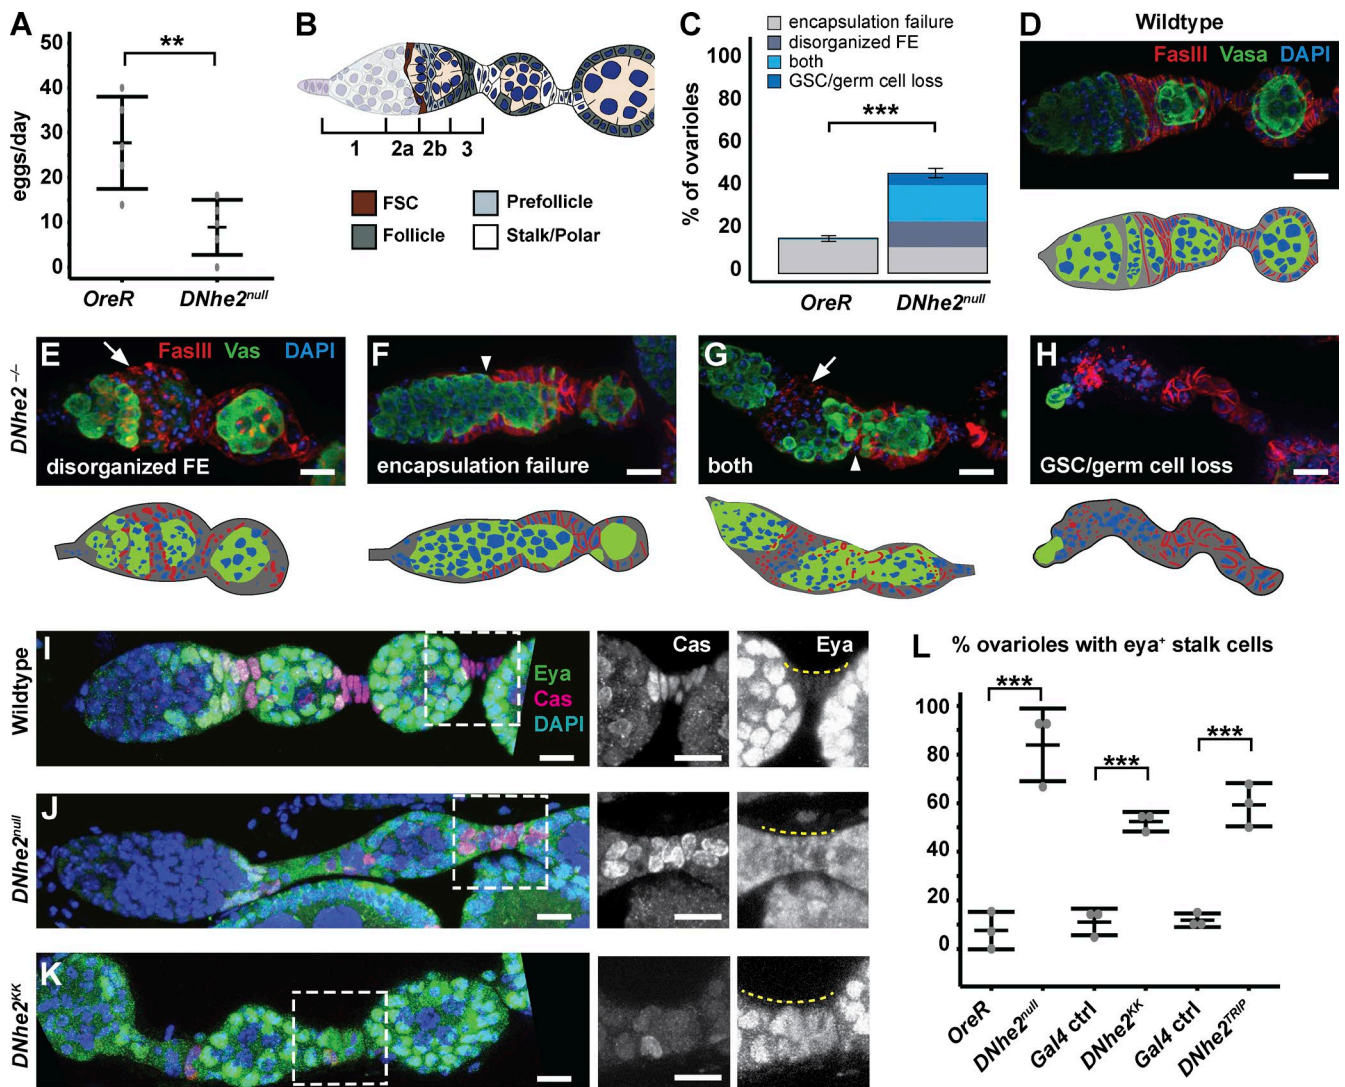 A
**
50
40
30
20
10
0
eggs/day
OreR
DNhe2null
B
1 2a 2b 3
FSC
Prefollicle
Follicle
Stalk/Polar
C
encapsulation failure
disorganized FE
both
GSC/germ cell loss
***
100
80
60
40
20
0
% of ovarioles
OreR
DNhe2null
D
Wildtype
FasIII Vasa DAPI
DNhe2 –/–
E
FasIII Vas DAPI
disorganized FE
F
encapsulation failure
G
both
H
GSC/germ cell loss
Wildtype
I
Eya
Cas
DAPI
Cas
Eya
DNhe2null
J
DNhe2KK
K
L
% ovarioles with eya+ stalk cells
***
***
***
100
80
60
40
20
0
OreR
DNhe2null
Gal4 ctrl
DNhe2KK
Gal4 ctrl
DNhe2TRIP